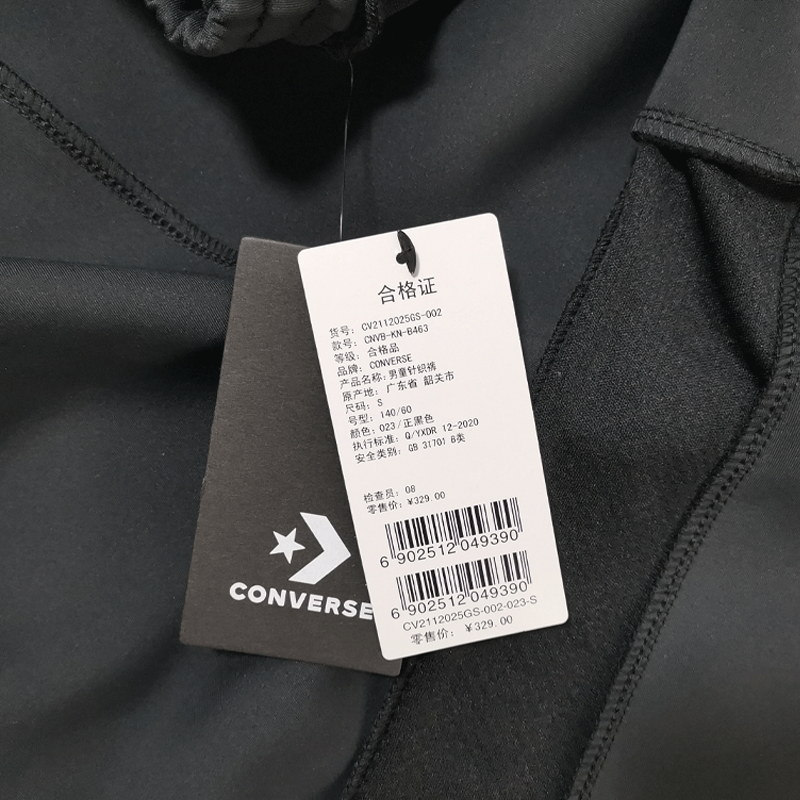 合格证
货号: CV2112025GS-002
款号: CNVB-KN-B463
等级: 合格品
品牌: CONVERSE
产品名称: 男童针织裤
原产地: 广东省 韶关市
尺码: S
号型: 140/60
颜色: 023/正黑色
执行标准: Q/YXDR 12-2020
安全类别: GB 31701 B类
检查员: 08
零售价: ¥329.00
6 902512 049390
6 902512 049390
CV2112025GS-002-023-S
零售价: ¥329.00
CONVERSE